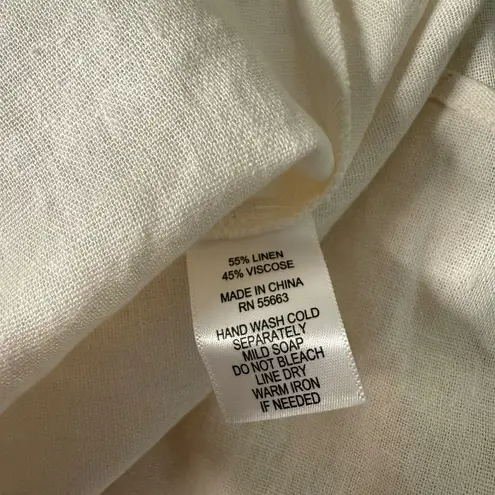 55% LINEN
45% VISCOSE
MADE IN CHINA
RN 55663
HAND WASH COLD
SEPARATELY
MILD SOAP
DO NOT BLEACH
LINE DRY
WARM IRON
IF NEEDED